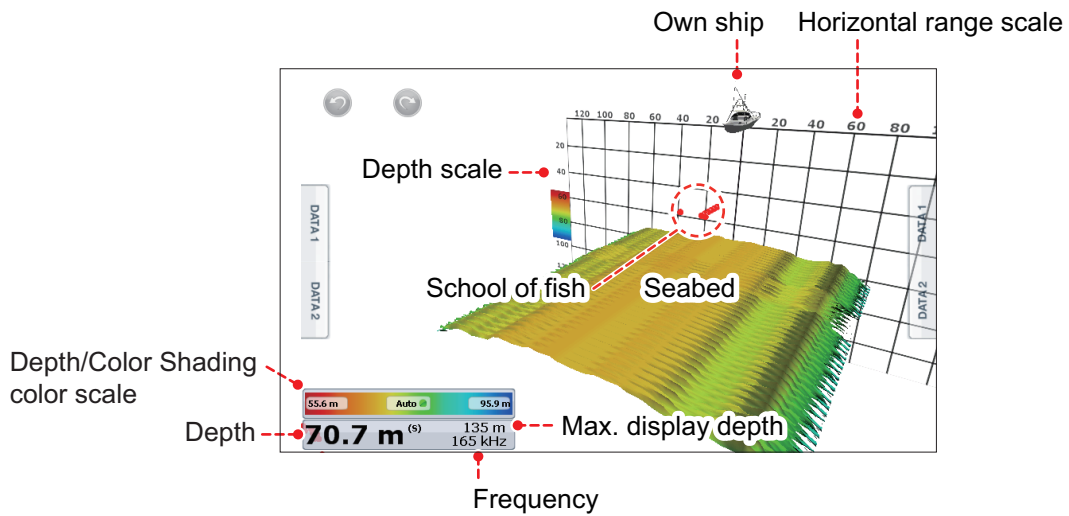 Own ship
Horizontal range scale
120 100 80 60 40 20 20 40 60 80
20
Depth scale
40
60
80
100
DATA 1
DATA 2
DATA 1
DATA 2
School of fish
Seabed
Depth/Color Shading
color scale
55.6 m Auto 95.9 m
Depth
70.7 m (s)
135 m
165 kHz
Max. display depth
Frequency